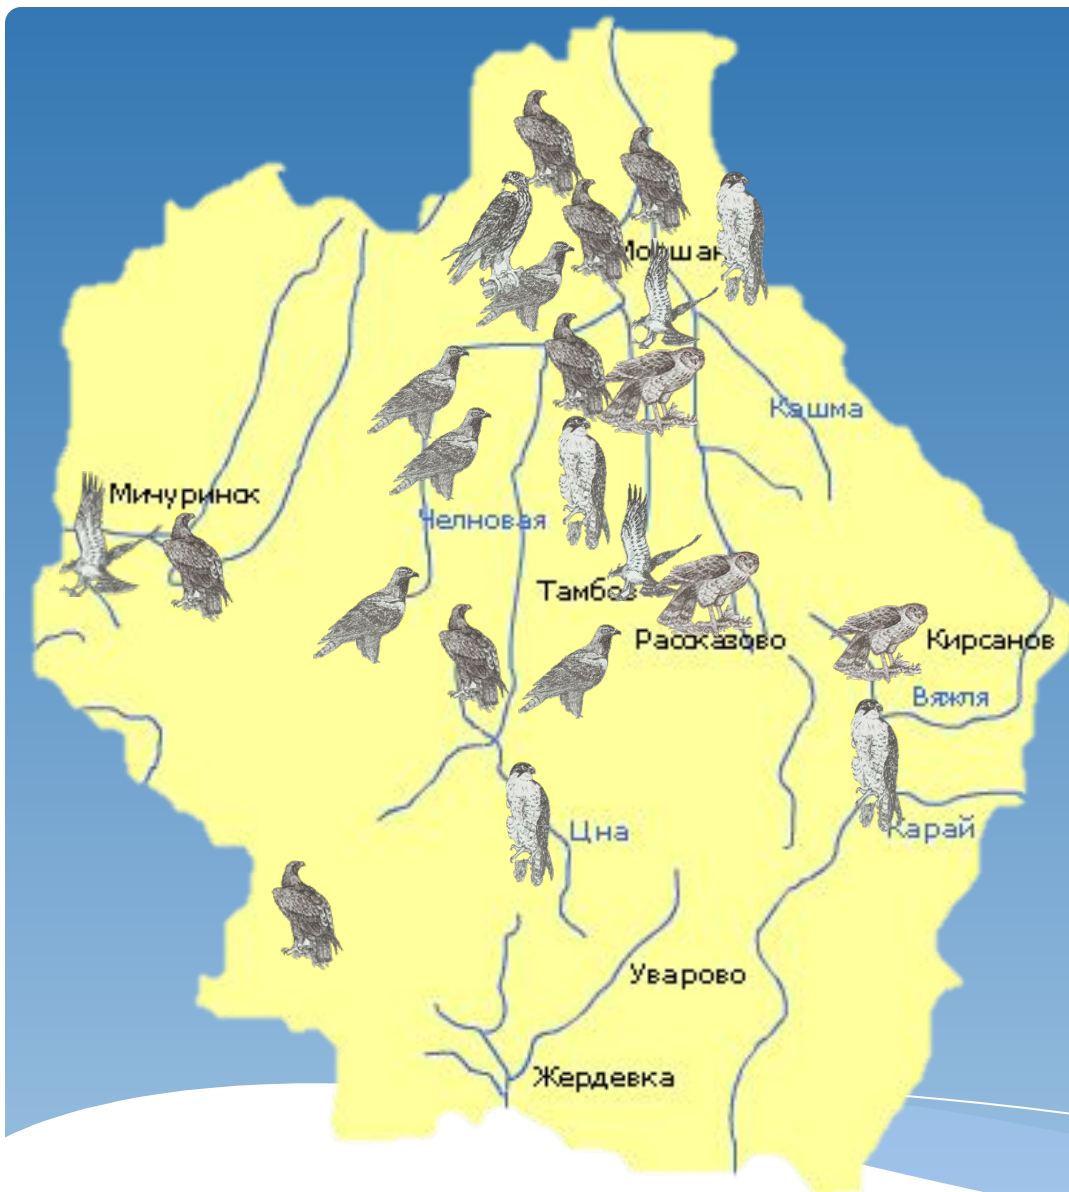 Кашма
Мичуринск
Челновая
Рассказово
Кирсанов
Вяжля
Цна
Карай
Уварово
Жердевка